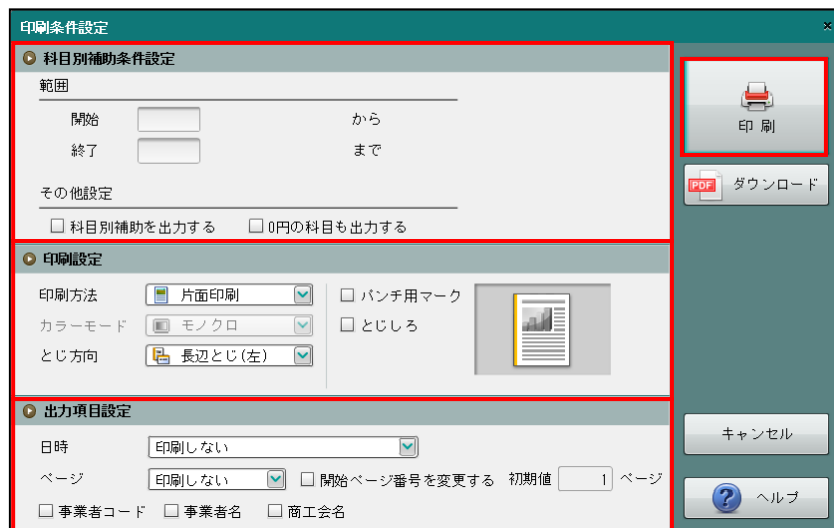 印刷条件設定
×
科目別補助条件設定
範囲
開始 から
終了 まで
その他設定
科目別補助を出力する 0円の科目も出力する
印刷設定
印刷方法 片面印刷 パンチ用マーク
カラーモード モノクロ とじしろ
とじ方向 長辺とじ(左)
出力項目設定
日時 印刷しない
ページ 印刷しない 開始ページ番号を変更する 初期値 1 ページ
事業者コード 事業者名 商工会名
印 刷
PDF ダウンロード
キャンセル
? ヘルプ